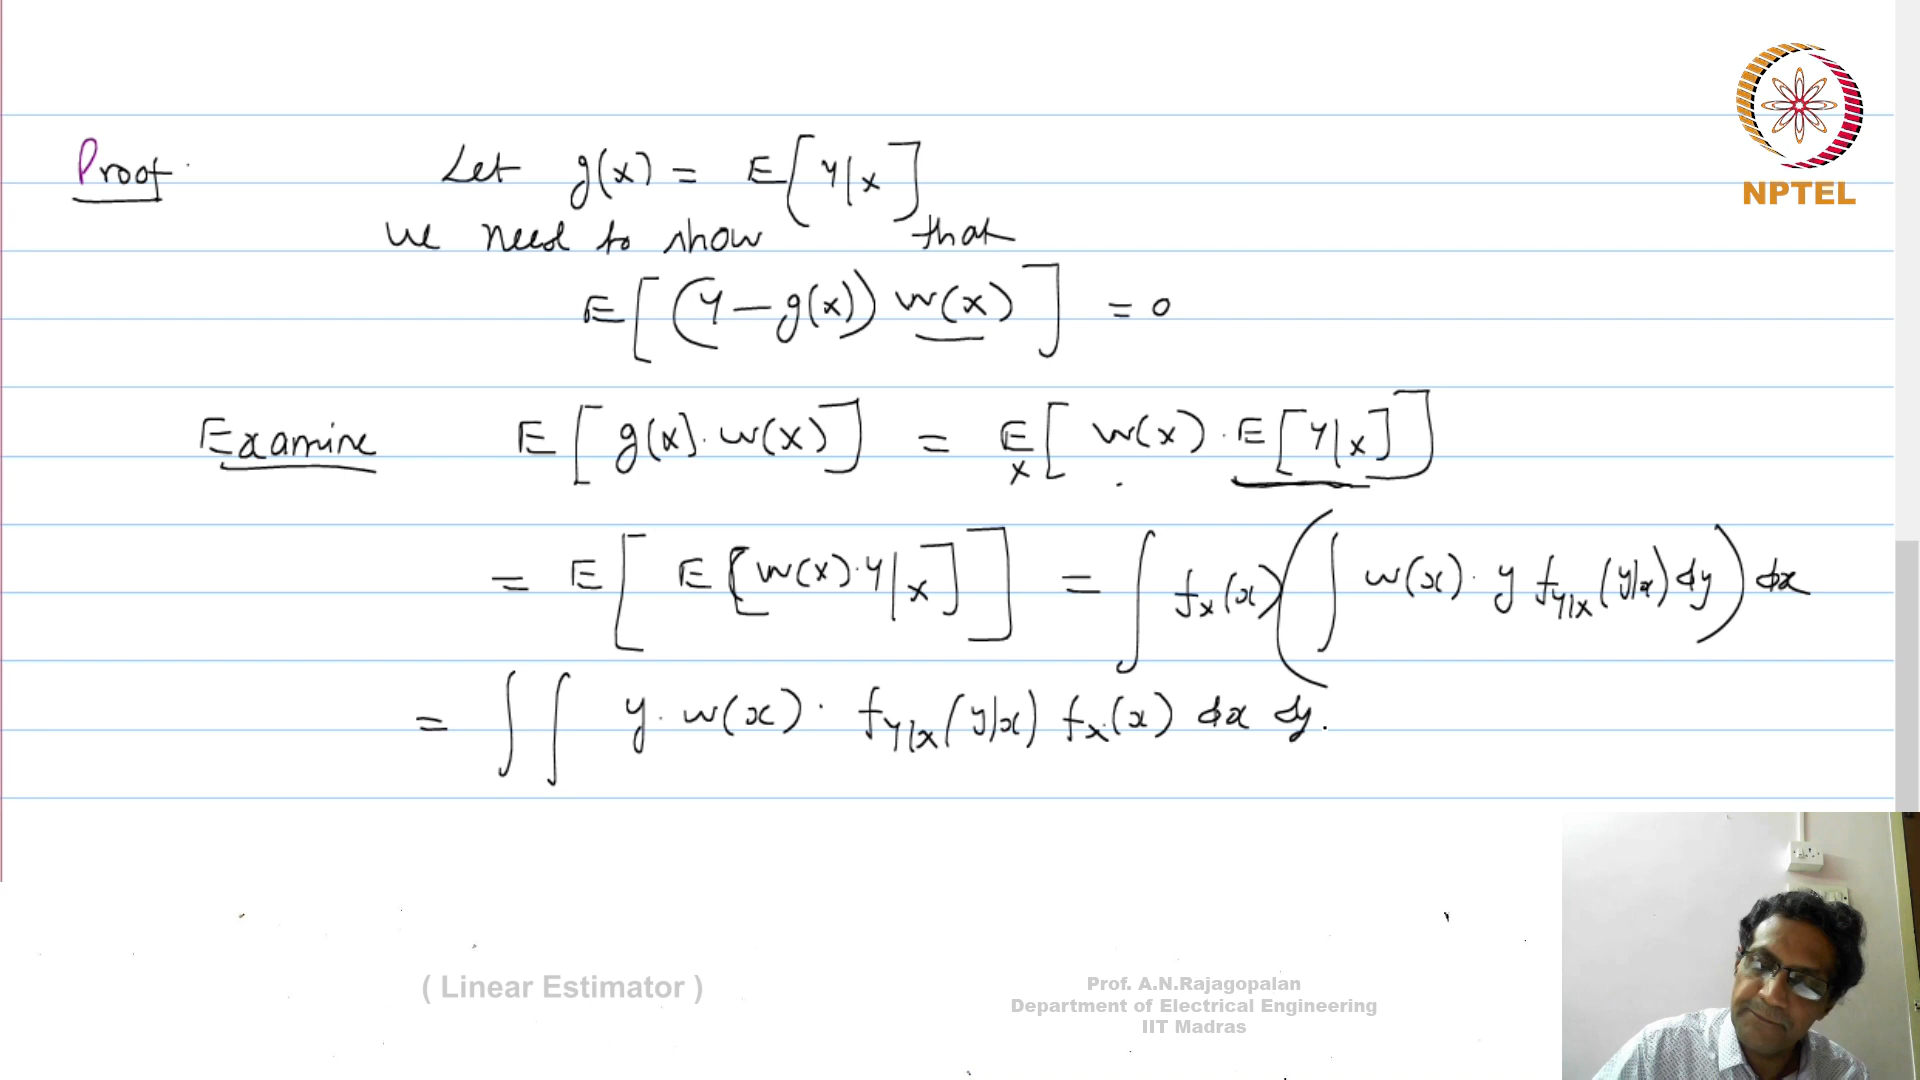 Proof. Let g(X) = E[Y|X]
we need to show that
E[(Y − g(X)) w(X)] = 0
Examine E[g(X)·w(X)] = E_X[w(X)·E[Y|X]]
= E[E[w(X)·Y|X]] = ∫ f_X(x) (∫ w(x)·y f_{Y|X}(y|x) dy) dx
= ∫∫ y·w(x)·f_{Y|X}(y|x) f_X(x) dx dy.
NPTEL
( Linear Estimator )
Prof. A.N.Rajagopalan
Department of Electrical Engineering
IIT Madras